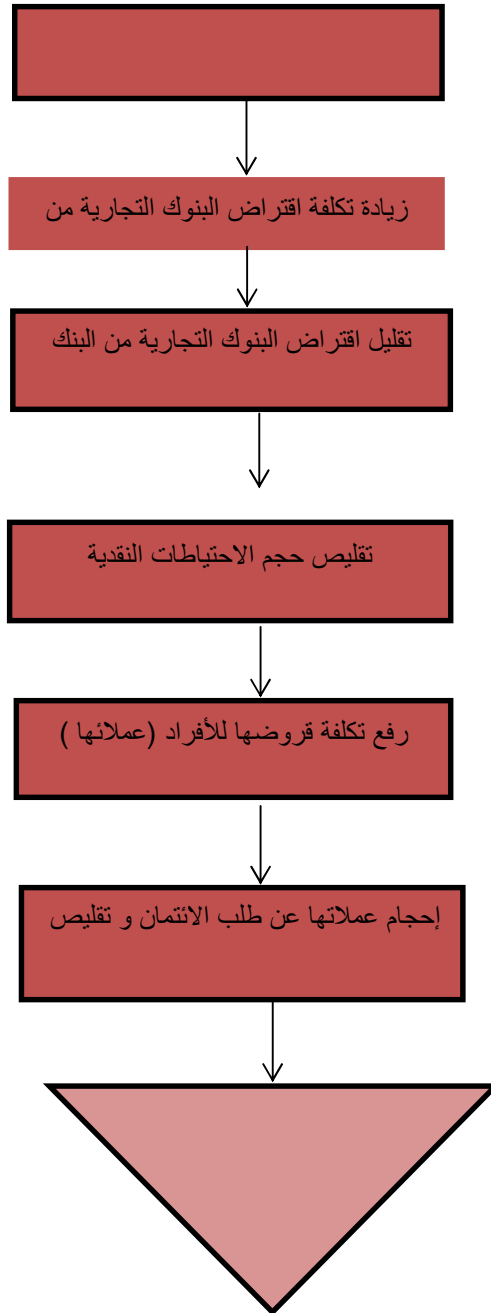 زيادة تكلفة اقتراض البنوك التجارية من
تقليل اقتراض البنوك التجارية من البنك
تقليص حجم الاحتياطات النقدية
رفع تكلفة قروضها للأفراد (عملائها )
إحجام عملاتها عن طلب الائتمان و تقليص